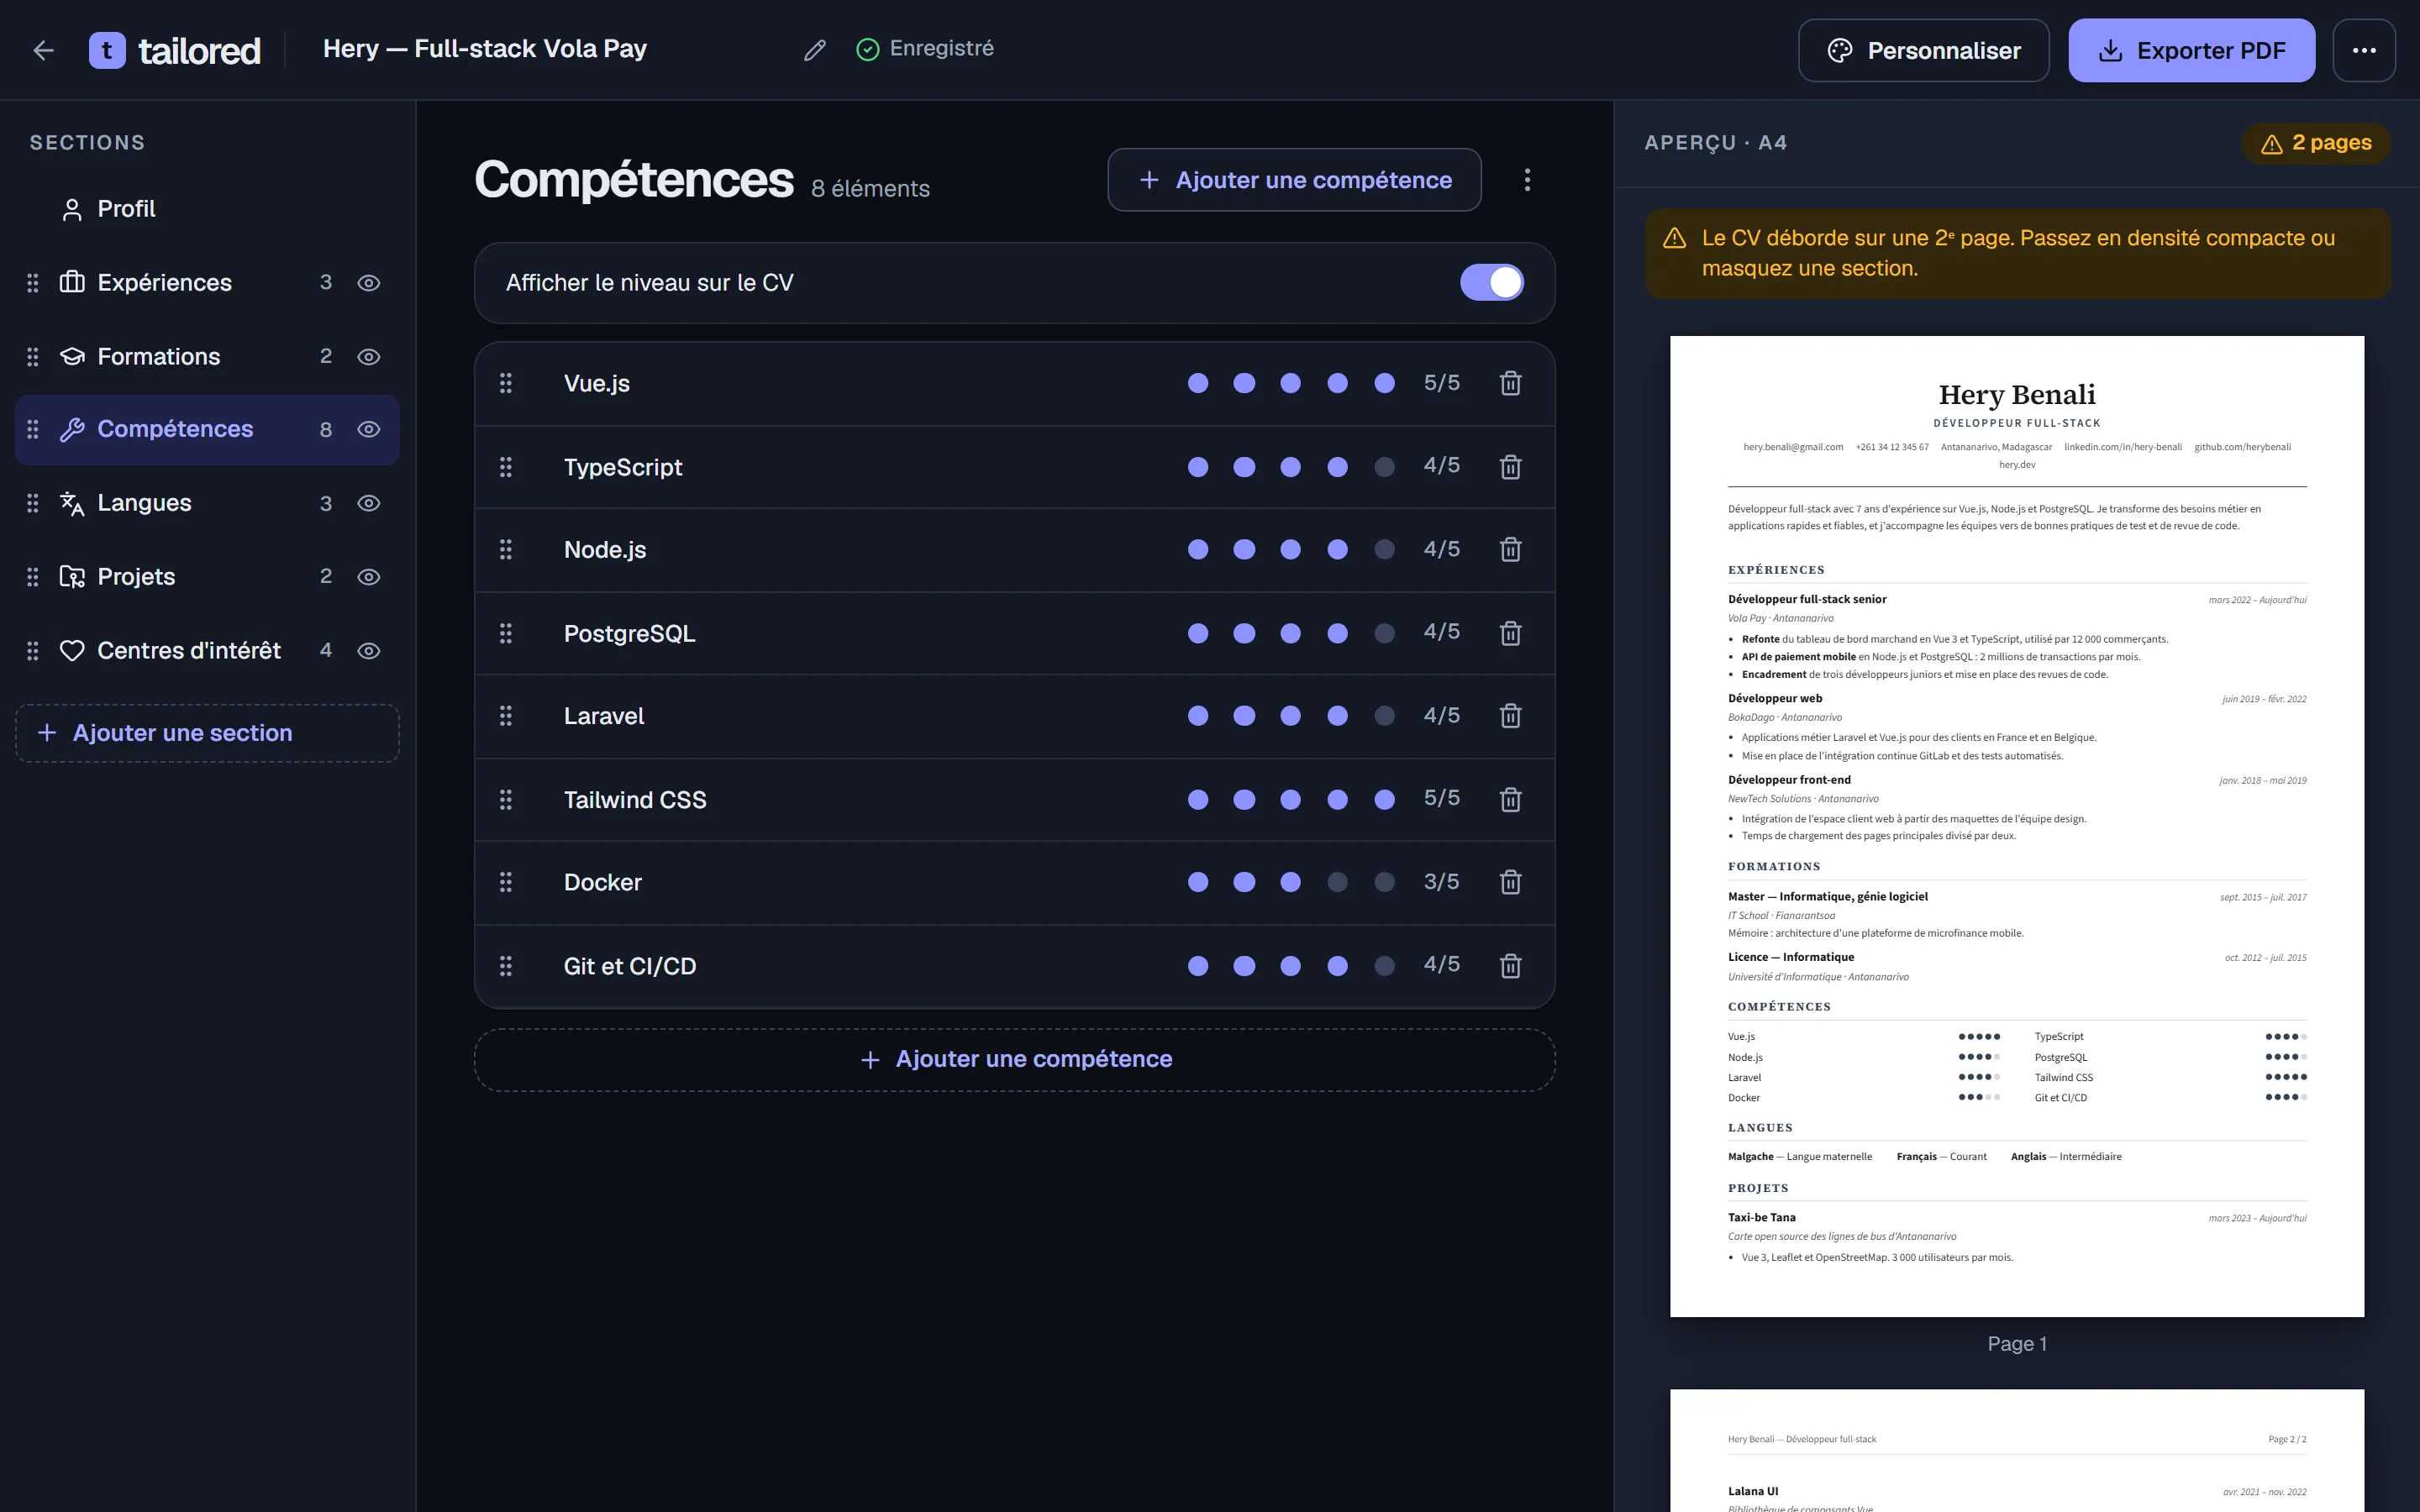 t tailored
Hery — Full-stack Vola Pay
Enregistré
Personnaliser
Exporter PDF
SECTIONS
Profil
Expériences 3
Formations 2
Compétences 8
Langues 3
Projets 2
Centres d'intérêt 4
Ajouter une section
Compétences 8 éléments
Ajouter une compétence
Afficher le niveau sur le CV
Vue.js 5/5
TypeScript 4/5
Node.js 4/5
PostgreSQL 4/5
Laravel 4/5
Tailwind CSS 5/5
Docker 3/5
Git et CI/CD 4/5
Ajouter une compétence
APERÇU · A4
2 pages
Le CV déborde sur une 2ᵉ page. Passez en densité compacte ou
masquez une section.
Hery Benali
DÉVELOPPEUR FULL-STACK
hery.benali@gmail.com +261 34 12 345 67 Antananarivo, Madagascar linkedin.com/in/hery-benali github.com/herybenali
hery.dev
Développeur full-stack avec 7 ans d'expérience sur Vue.js, Node.js et PostgreSQL. Je transforme des besoins métier en
applications rapides et fiables, et j'accompagne les équipes vers de bonnes pratiques de test et de revue de code.
EXPÉRIENCES
Développeur full-stack senior mars 2022 – Aujourd'hui
Vola Pay · Antananarivo
• Refonte du tableau de bord marchand en Vue 3 et TypeScript, utilisé par 12 000 commerçants.
• API de paiement mobile en Node.js et PostgreSQL : 2 millions de transactions par mois.
• Encadrement de trois développeurs juniors et mise en place des revues de code.
Développeur web juin 2019 – févr. 2022
BokaDago · Antananarivo
• Applications métier Laravel et Vue.js pour des clients en France et en Belgique.
• Mise en place de l'intégration continue GitLab et des tests automatisés.
Développeur front-end janv. 2018 – mai 2019
NewTech Solutions · Antananarivo
• Intégration de l'espace client web à partir des maquettes de l'équipe design.
• Temps de chargement des pages principales divisé par deux.
FORMATIONS
Master — Informatique, génie logiciel sept. 2015 – juil. 2017
IT School · Fianarantsoa
Mémoire : architecture d'une plateforme de microfinance mobile.
Licence — Informatique oct. 2012 – juil. 2015
Université d'Informatique · Antananarivo
COMPÉTENCES
Vue.js TypeScript
Node.js PostgreSQL
Laravel Tailwind CSS
Docker Git et CI/CD
LANGUES
Malgache — Langue maternelle Français — Courant Anglais — Intermédiaire
PROJETS
Taxi-be Tana mars 2023 – Aujourd'hui
Carte open source des lignes de bus d'Antananarivo
• Vue 3, Leaflet et OpenStreetMap. 3 000 utilisateurs par mois.
Page 1
Hery Benali — Développeur full-stack Page 2 / 2
Lalana UI avr. 2021 – nov. 2022
Bibliothèque de composants Vue